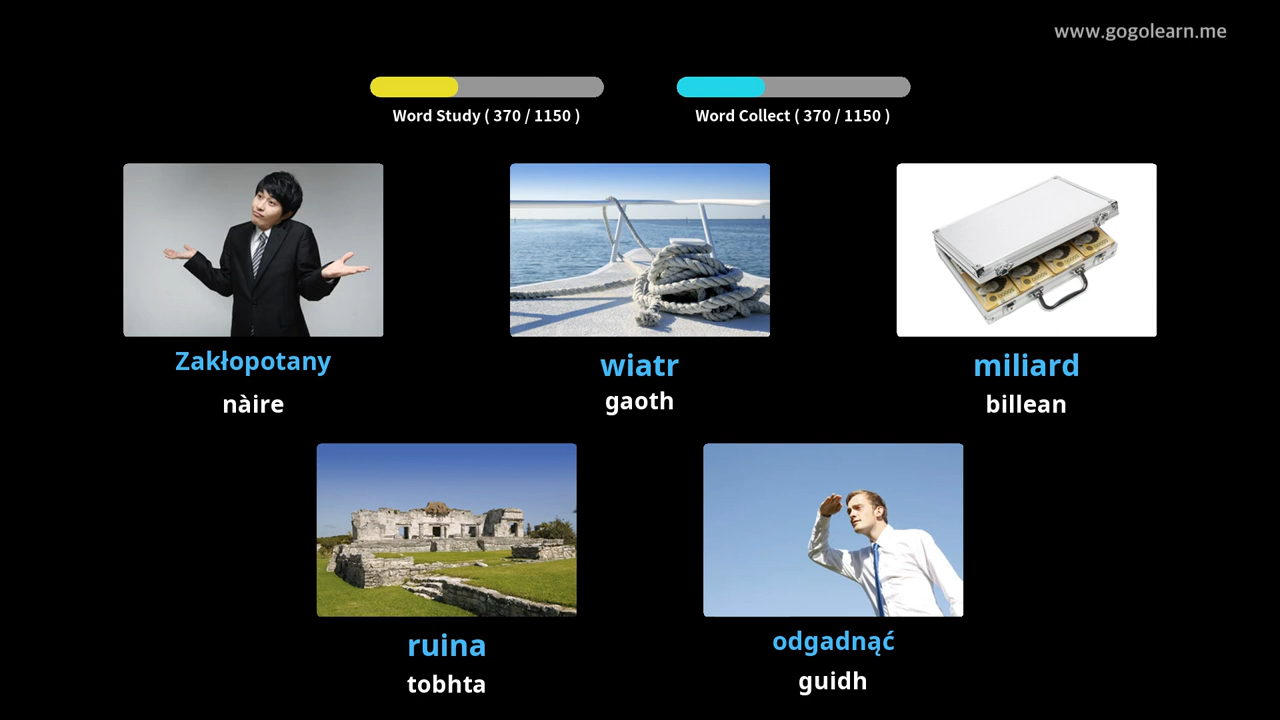 www.gogolearn.me
Word Study ( 370 / 1150 )
Word Collect ( 370 / 1150 )
Zakłopotany
nàire
wiatr
gaoth
miliard
billean
ruina
tobhta
odgadnąć
guidh